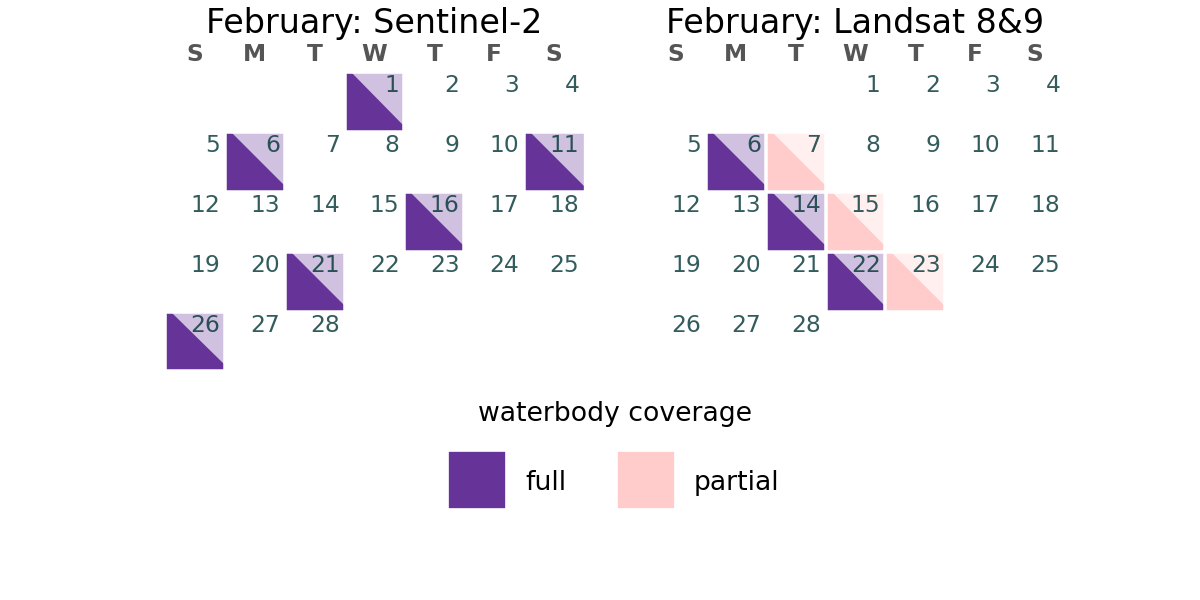 February: Sentinel-2
S M T W T F S
1 2 3 4
5 6 7 8 9 10 11
12 13 14 15 16 17 18
19 20 21 22 23 24 25
26 27 28
February: Landsat 8&9
S M T W T F S
1 2 3 4
5 6 7 8 9 10 11
12 13 14 15 16 17 18
19 20 21 22 23 24 25
26 27 28
waterbody coverage
full partial